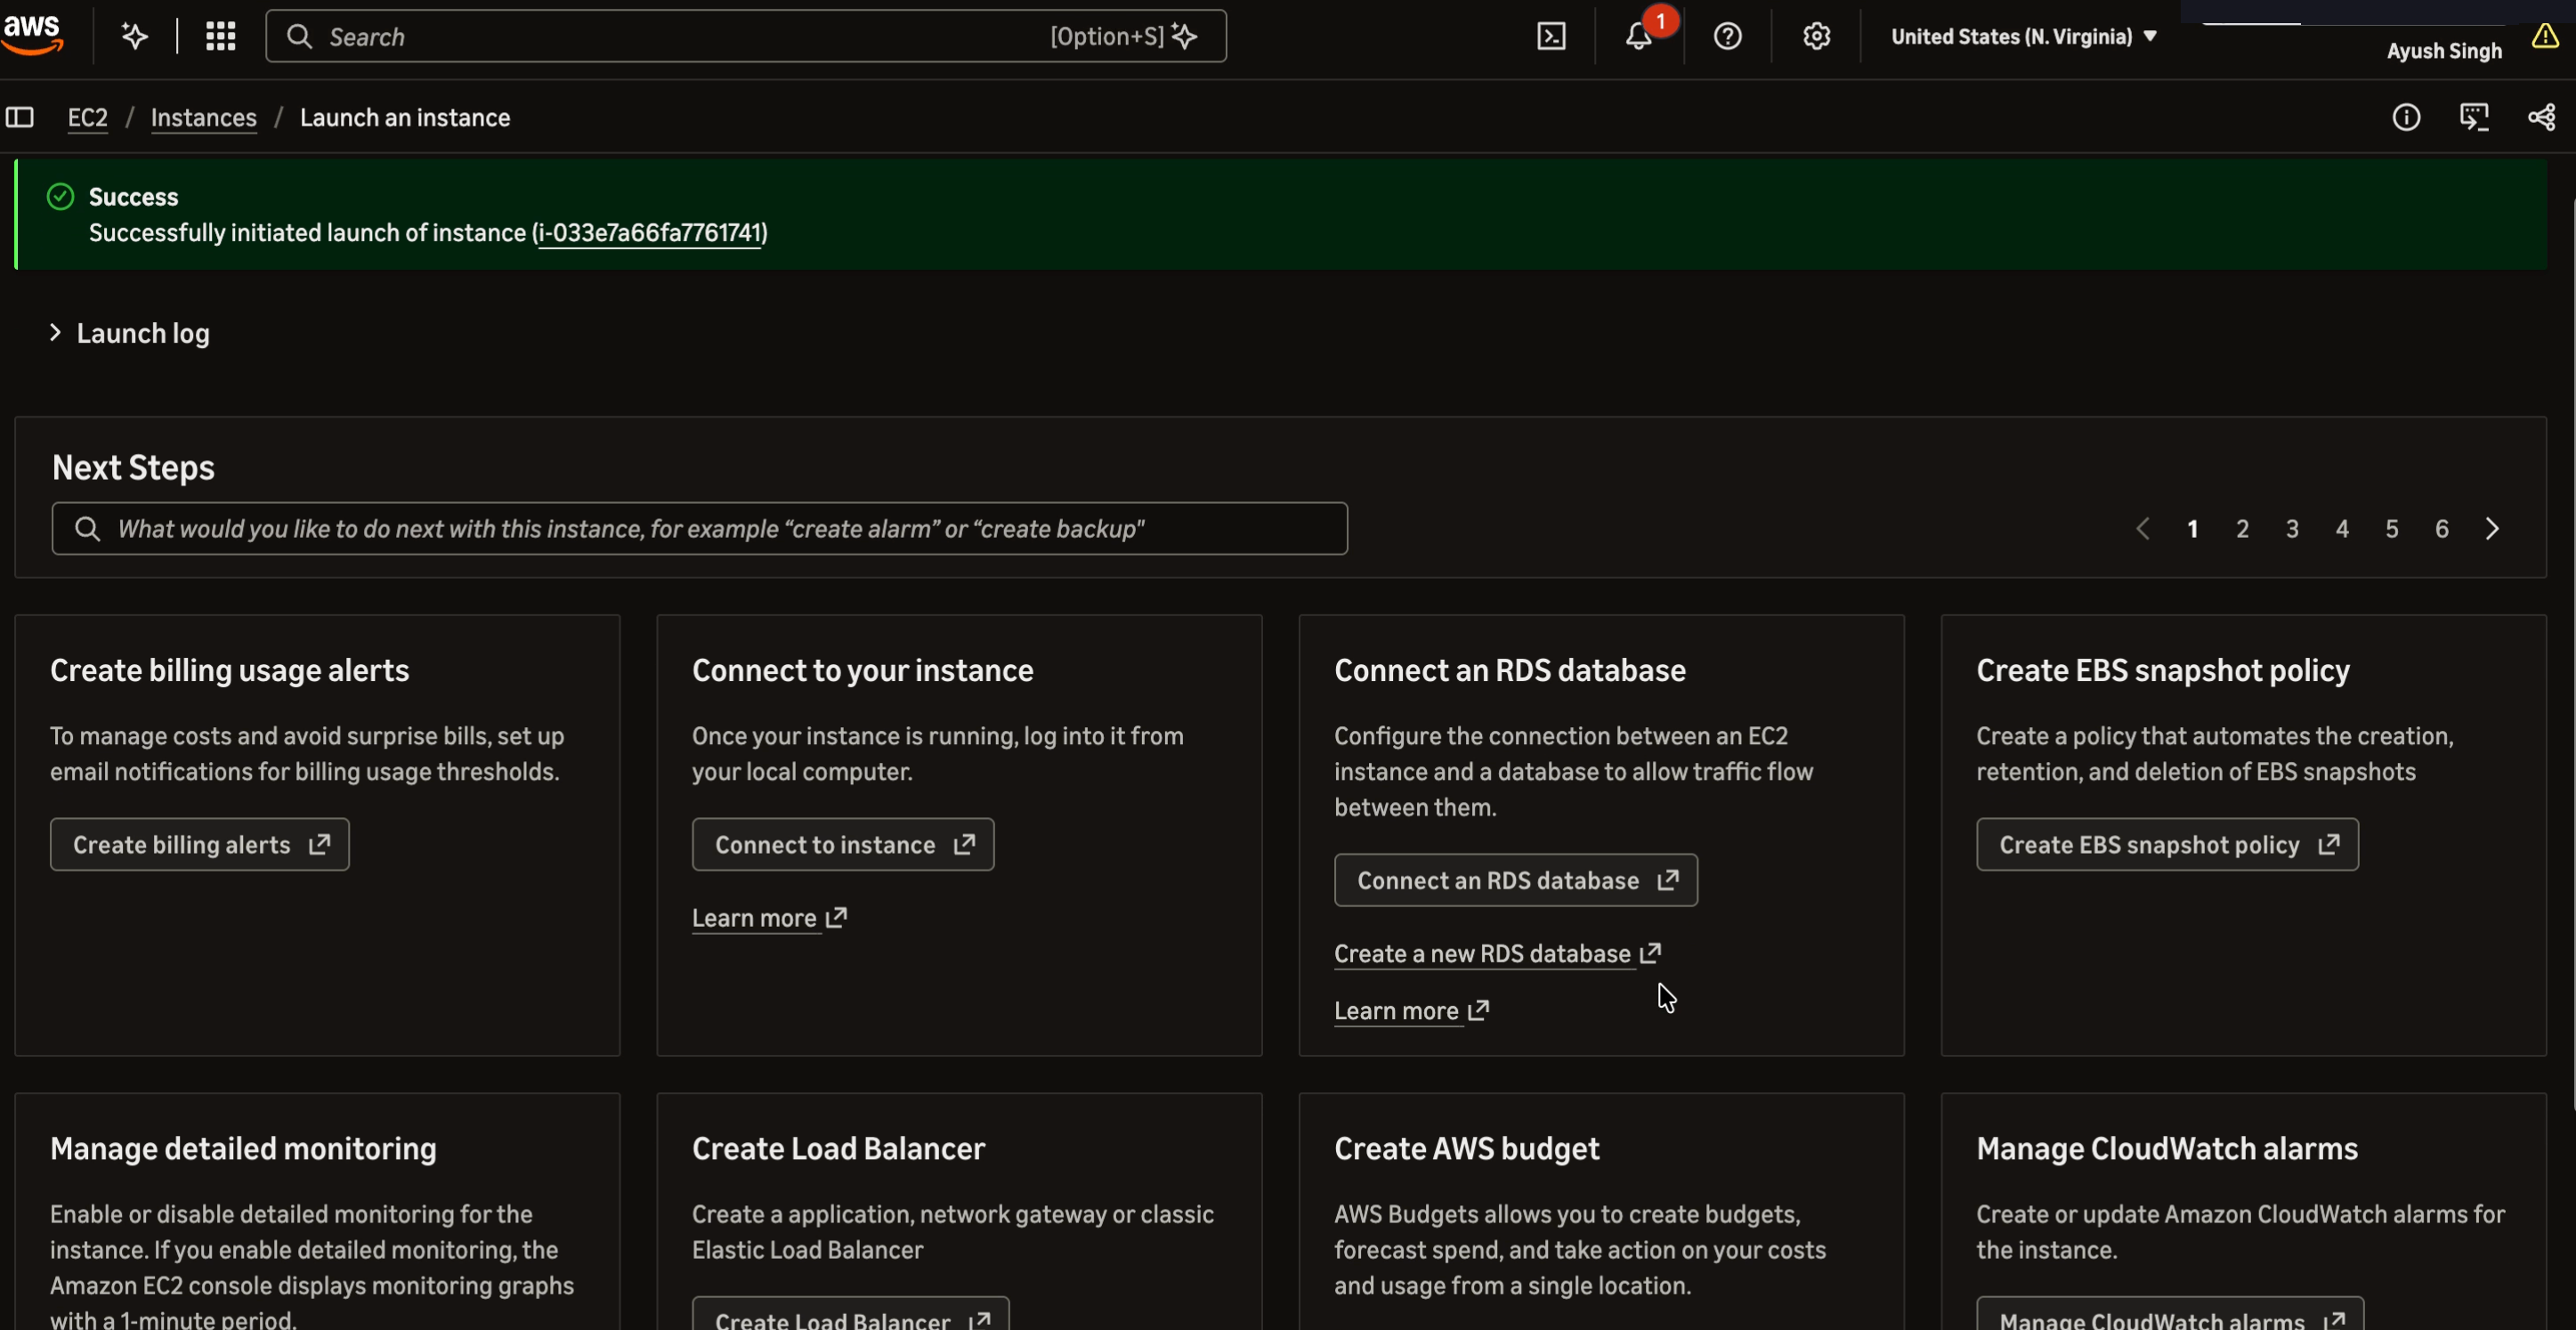 aws
Search [Option+S]
1
United States (N. Virginia)
Ayush Singh
EC2 / Instances / Launch an instance
Success
Successfully initiated launch of instance (i-033e7a66fa7761741)
Launch log
Next Steps
What would you like to do next with this instance, for example “create alarm” or “create backup"
1 2 3 4 5 6
Create billing usage alerts
To manage costs and avoid surprise bills, set up
email notifications for billing usage thresholds.
Create billing alerts
Connect to your instance
Once your instance is running, log into it from
your local computer.
Connect to instance
Learn more
Connect an RDS database
Configure the connection between an EC2
instance and a database to allow traffic flow
between them.
Connect an RDS database
Create a new RDS database
Learn more
Create EBS snapshot policy
Create a policy that automates the creation,
retention, and deletion of EBS snapshots
Create EBS snapshot policy
Manage detailed monitoring
Enable or disable detailed monitoring for the
instance. If you enable detailed monitoring, the
Amazon EC2 console displays monitoring graphs
with a 1-minute period.
Create Load Balancer
Create a application, network gateway or classic
Elastic Load Balancer
Create Load Balancer
Create AWS budget
AWS Budgets allows you to create budgets,
forecast spend, and take action on your costs
and usage from a single location.
Manage CloudWatch alarms
Create or update Amazon CloudWatch alarms for
the instance.
Manage CloudWatch alarms